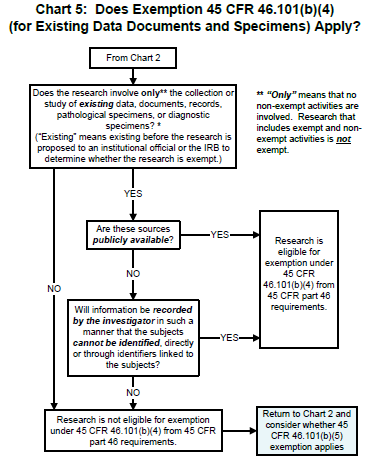 Chart 5: Does Exemption 45 CFR 46.101(b)(4)
(for Existing Data Documents and Specimens) Apply?
From Chart 2
Does the research involve only** the collection or
study of existing data, documents, records,
pathological specimens, or diagnostic
specimens? *
("Existing" means existing before the research is
proposed to an institutional official or the IRB to
determine whether the research is exempt.)
** "Only" means that no
non-exempt activities are
involved. Research that
includes exempt and non-
exempt activities is not
exempt.
YES
Are these sources
publicly available?
YES
Research is
eligible for
exemption under
45 CFR
46.101(b)(4) from
45 CFR part 46
requirements.
NO
NO
Will information be recorded
by the investigator in such a
manner that the subjects
cannot be identified, directly
or through identifiers linked to
the subjects?
YES
NO
Research is not eligible for exemption
under 45 CFR 46.101(b)(4) from 45 CFR
part 46 requirements.
Return to Chart 2 and
consider whether 45
CFR 46.101(b)(5)
exemption applies